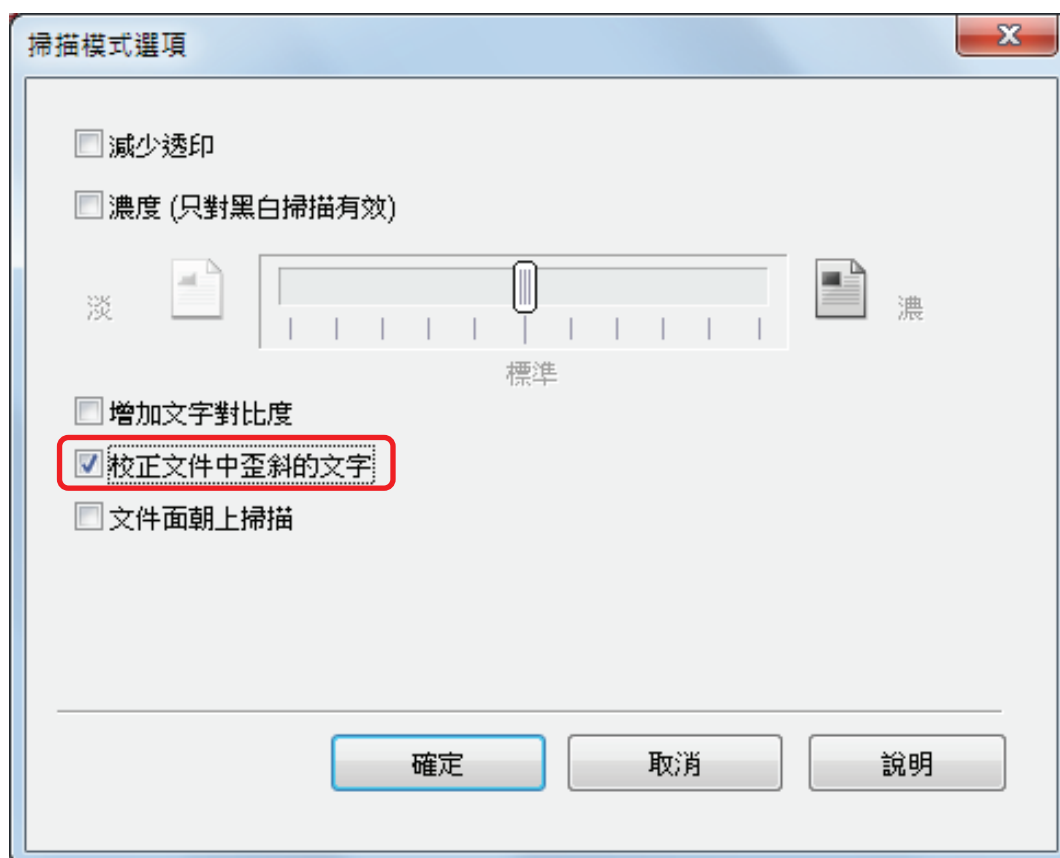 掃描模式選項
減少透印
濃度 (只對黑白掃描有效)
淡
濃
標準
增加文字對比度
校正文件中歪斜的文字
文件面朝上掃描
確定 取消 說明